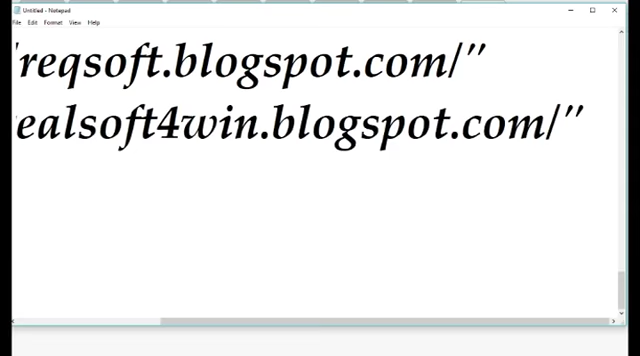 Untitled - Notepad
File Edit Format View Help
reqsoft.blogspot.com/"
ealsoft4win.blogspot.com/"